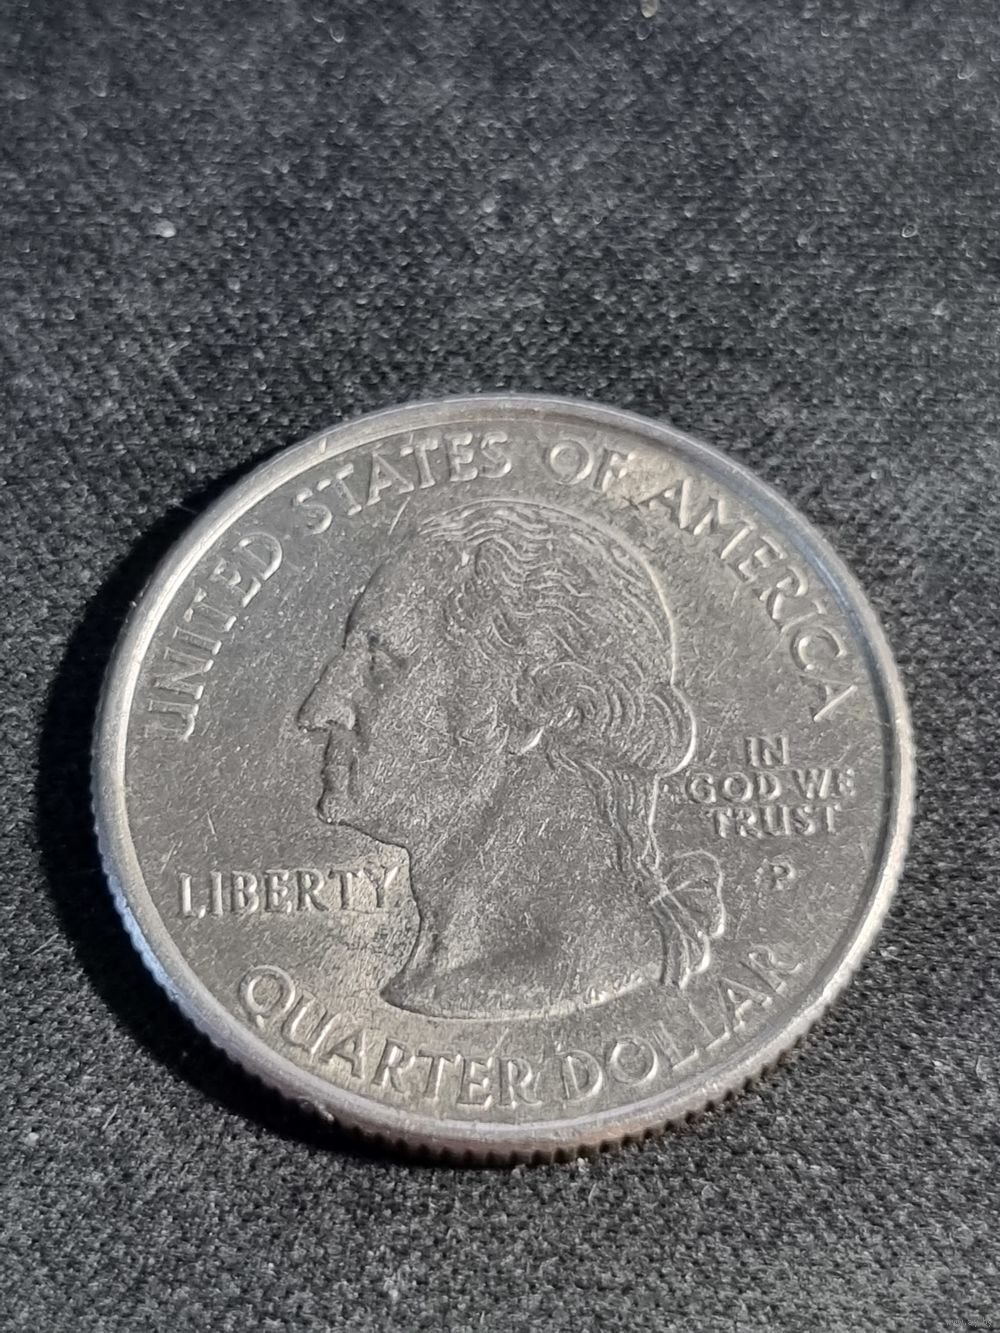 UNITED STATES OF AMERICA
LIBERTY
IN
GOD WE
TRUST
P
QUARTER DOLLAR